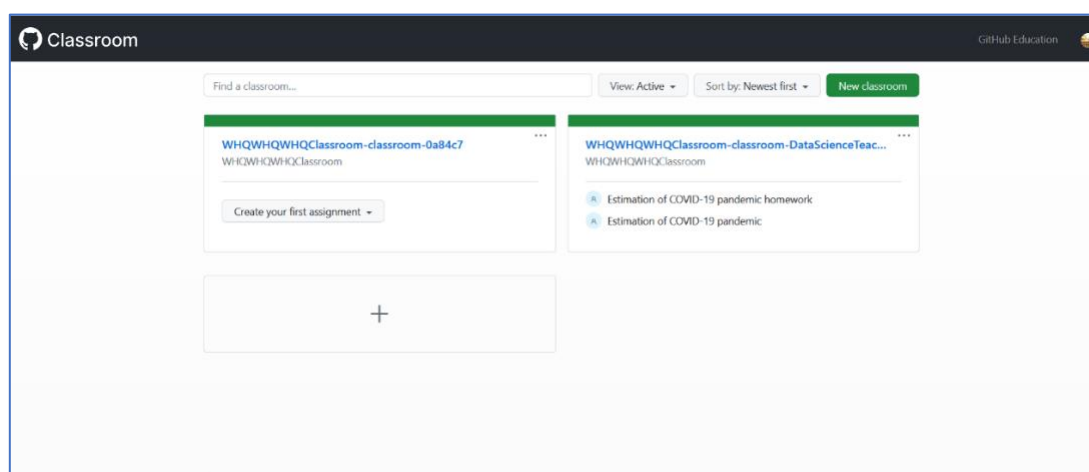 Classroom
GitHub Education
Find a classroom...
View: Active
Sort by: Newest first
New classroom
WHQWHQWHQClassroom-classroom-0a84c7
WHQWHQWHQClassroom
Create your first assignment
WHQWHQWHQClassroom-classroom-DataScienceTeac...
WHQWHQWHQClassroom
Estimation of COVID-19 pandemic homework
Estimation of COVID-19 pandemic